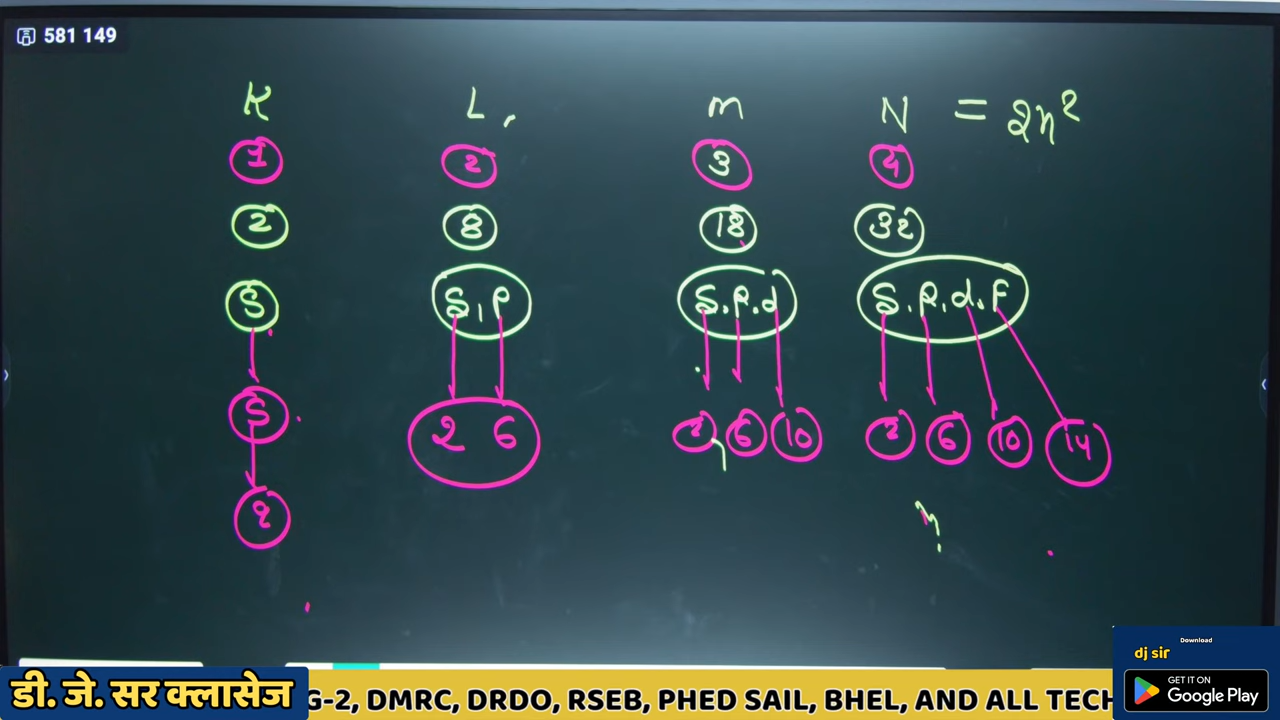 581 149
K L, M N = 2n²
1 2 3 4
2 8 18 32
S S, P S. P. d S. P. d. F
S 2 6 2 6 10 2 6 10 14
2
Download
dj sir
GET IT ON
Google Play
डी. जे. सर क्लासेज G-2, DMRC, DRDO, RSEB, PHED SAIL, BHEL, AND ALL TECH